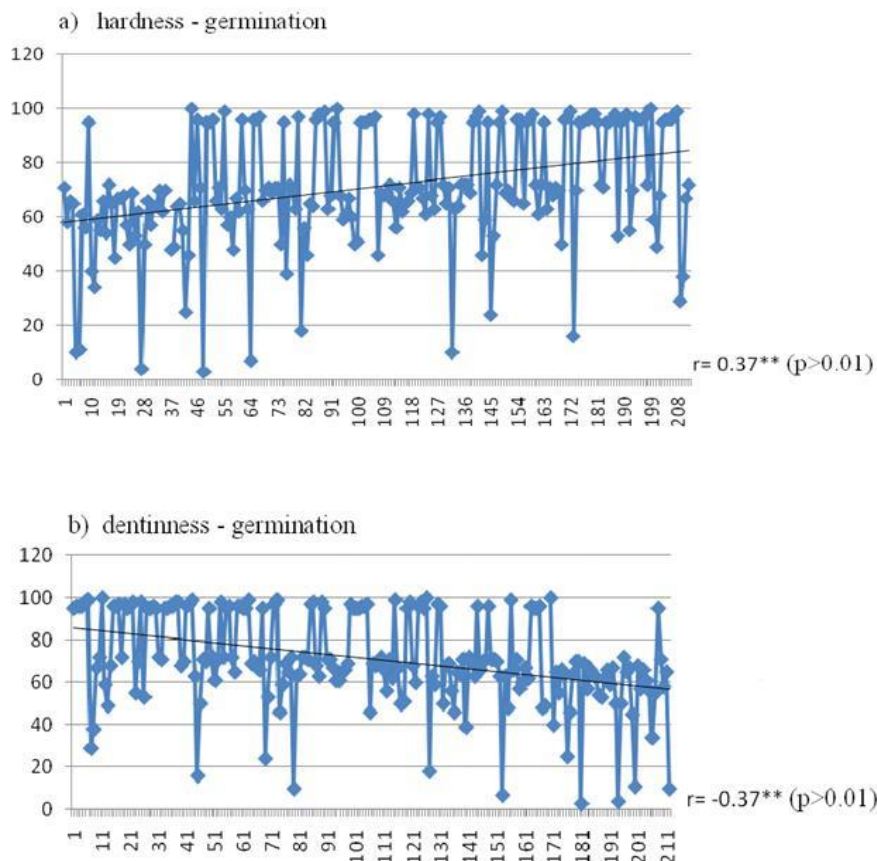 a) hardness - germination
120
100
80
60
40
20
0
1 10 19 28 37 46 55 64 73 82 91 100 109 118 127 136 145 154 163 172 181 190 199 208
r= 0.37** (p>0.01)
b) dentinness - germination
120
100
80
60
40
20
0
1 11 21 31 41 51 61 71 81 91 101 111 121 131 141 151 161 171 181 191 201 211
r= -0.37** (p>0.01)